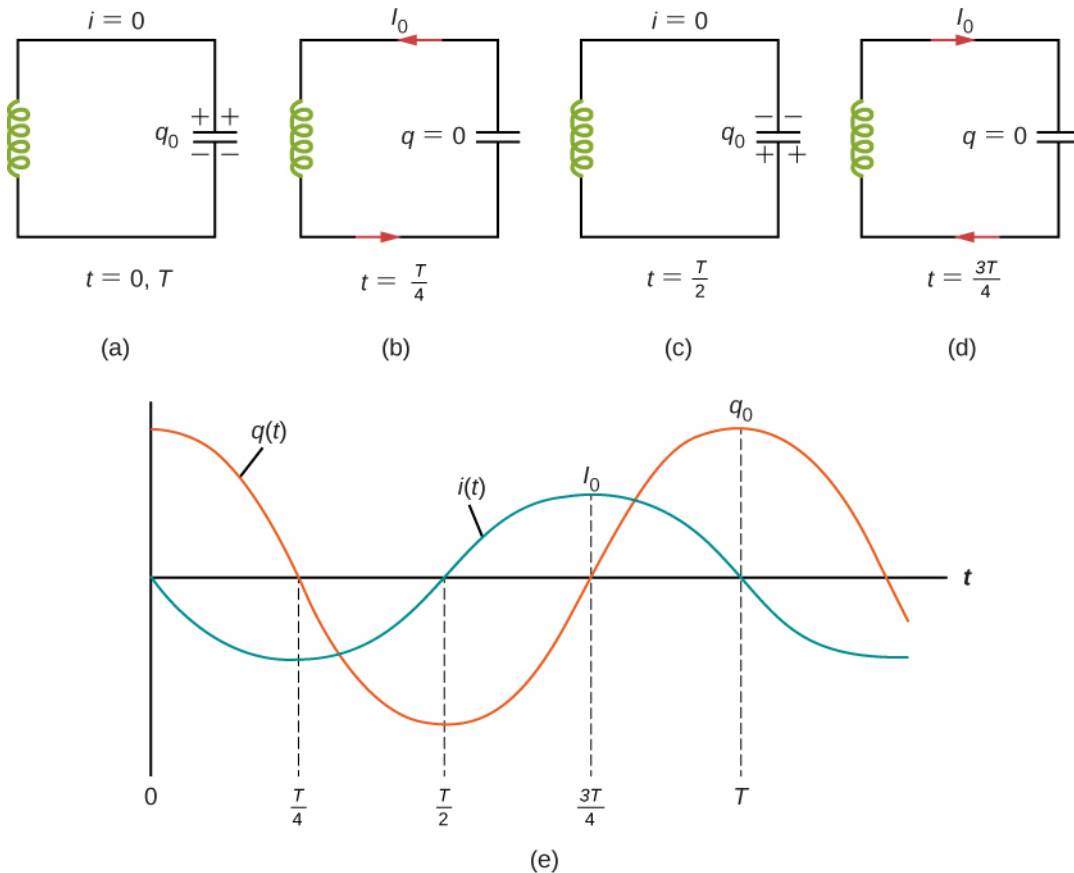 i = 0
I₀
i = 0
I₀
+ +
q₀
− −
q = 0
− −
q₀
+ +
q = 0
t = 0, T
t = T/4
t = T/2
t = 3T/4
(a)
(b)
(c)
(d)
q(t)
i(t)
I₀
q₀
t
0
T/4
T/2
3T/4
T
(e)